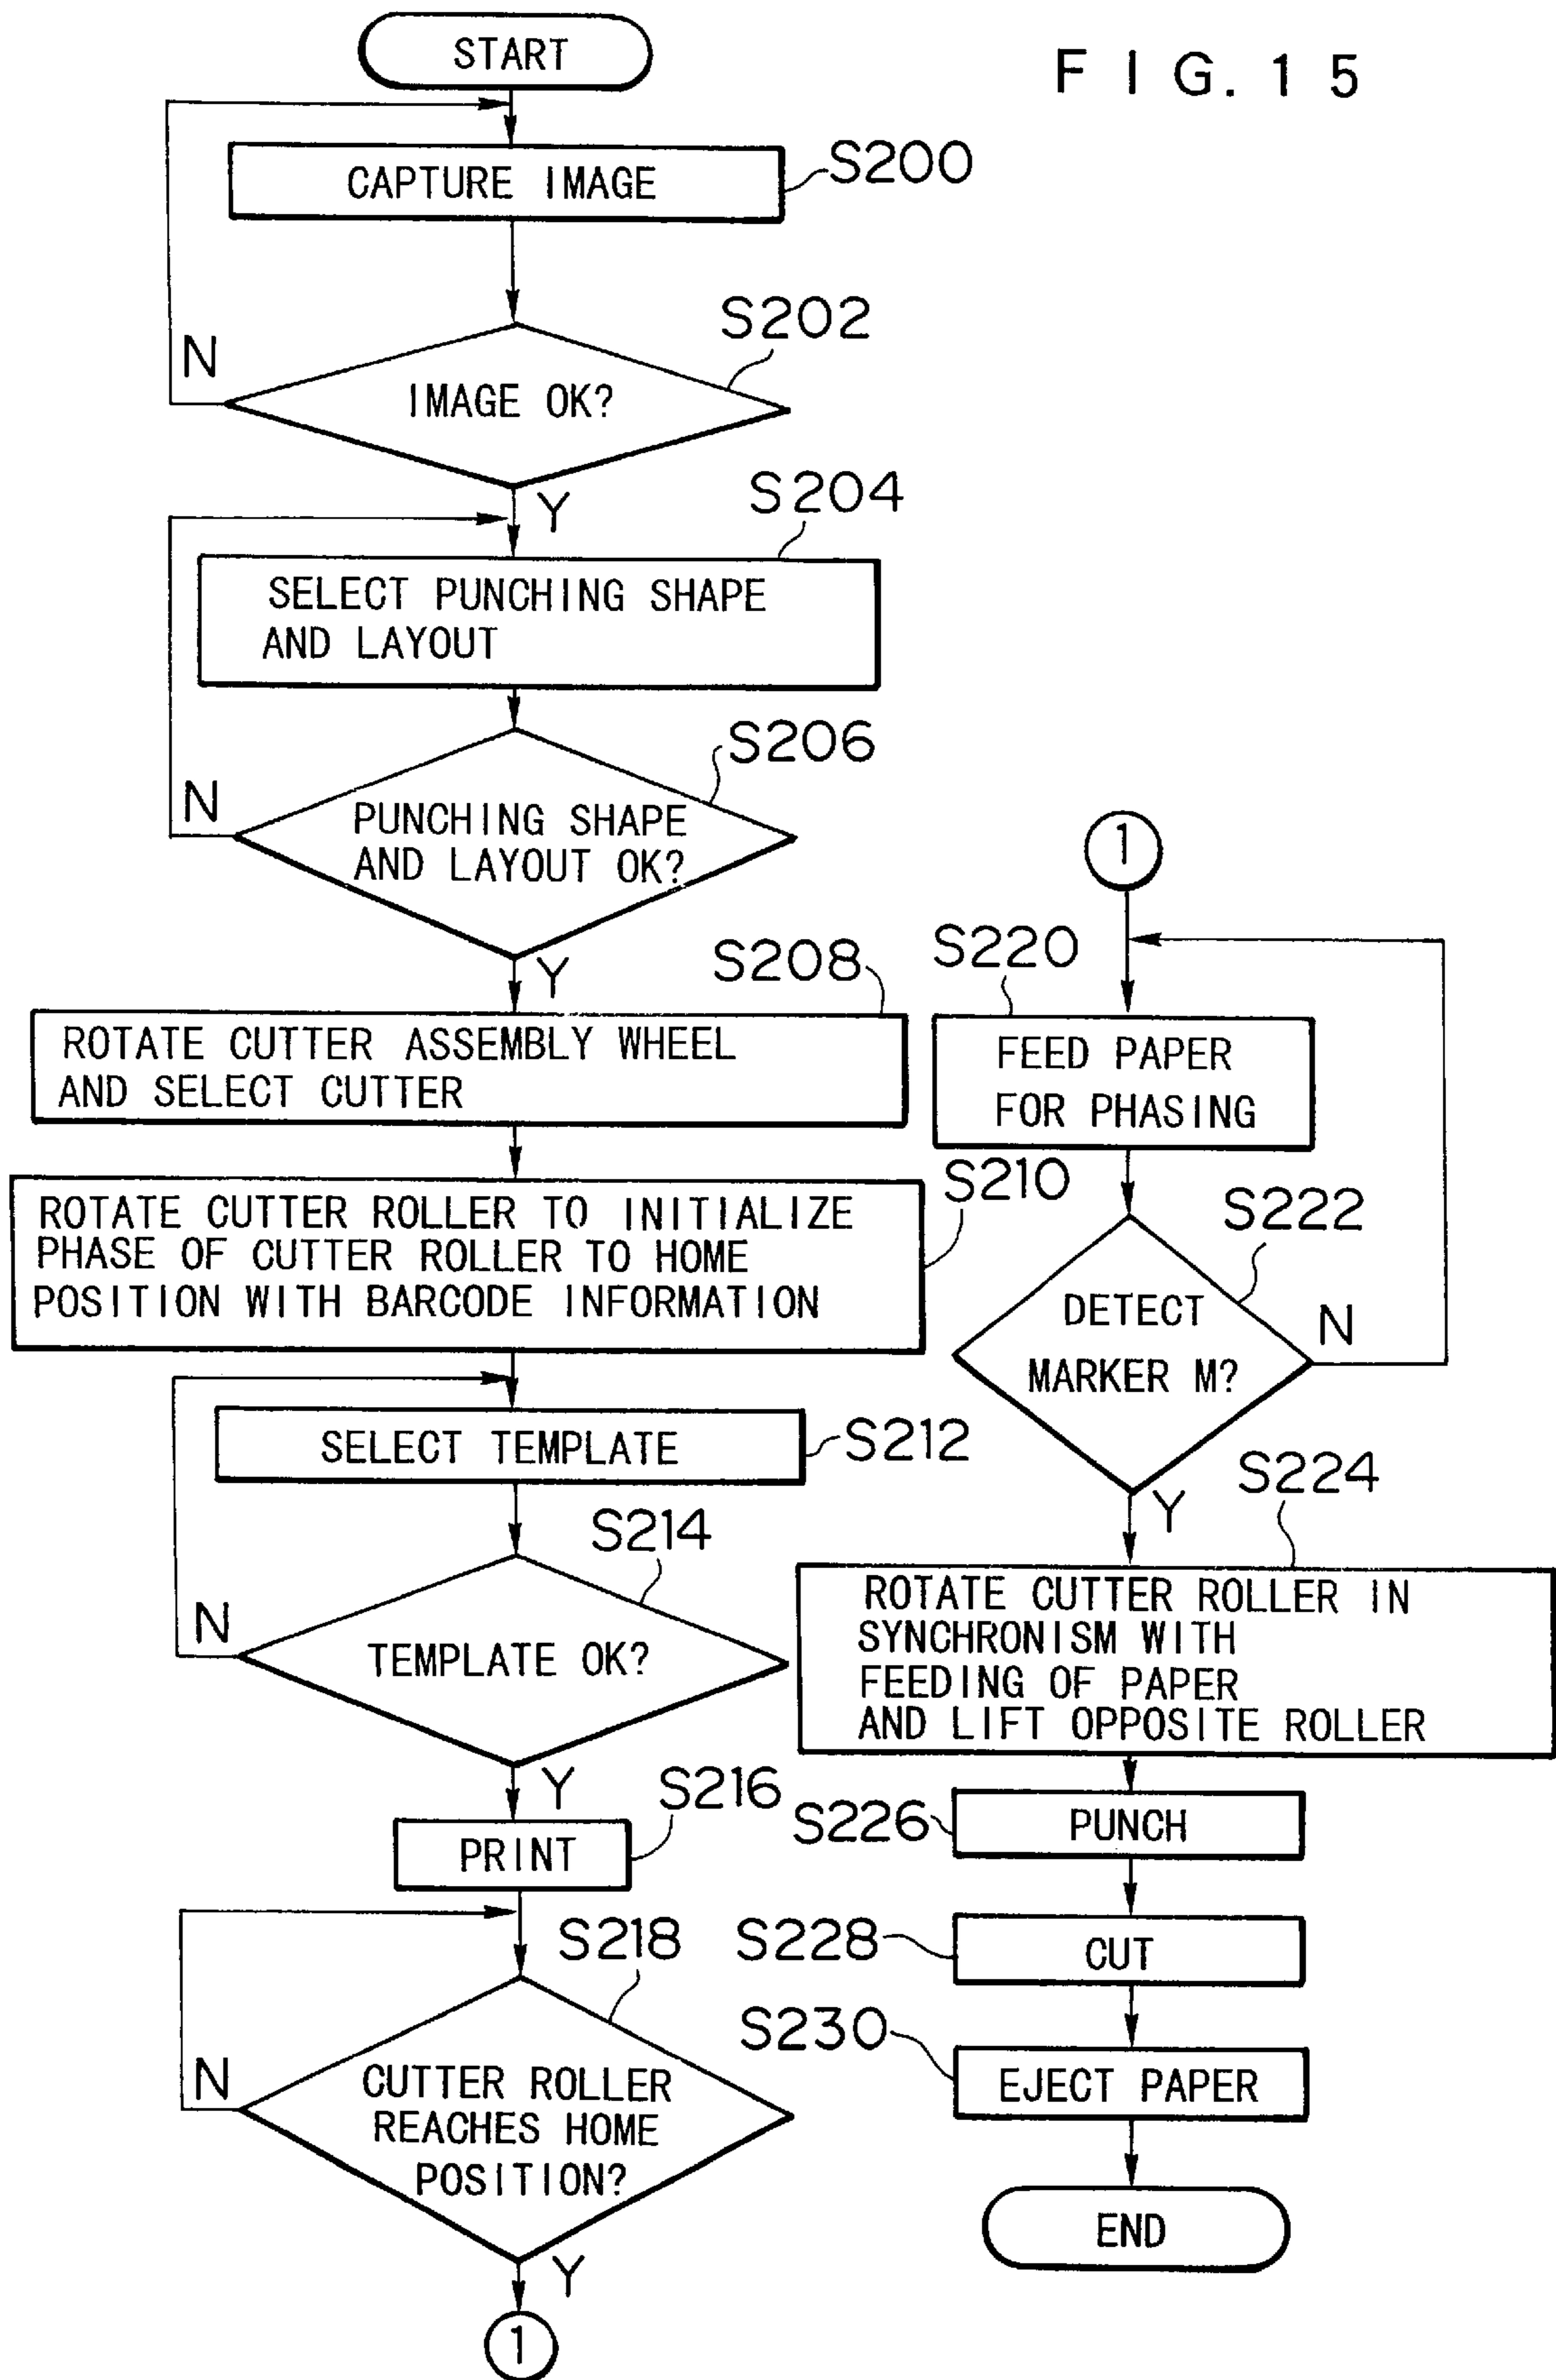 FIG. 15
START
CAPTURE IMAGE
S200
S202
N
IMAGE OK?
Y
S204
SELECT PUNCHING SHAPE
AND LAYOUT
S206
N
PUNCHING SHAPE
AND LAYOUT OK?
Y
S208
ROTATE CUTTER ASSEMBLY WHEEL
AND SELECT CUTTER
S210
ROTATE CUTTER ROLLER TO INITIALIZE
PHASE OF CUTTER ROLLER TO HOME
POSITION WITH BARCODE INFORMATION
SELECT TEMPLATE
S212
S214
N
TEMPLATE OK?
Y
S216
PRINT
S218
N
CUTTER ROLLER
REACHES HOME
POSITION?
Y
1
1
S220
FEED PAPER
FOR PHASING
S222
DETECT
MARKER M?
N
Y
S224
ROTATE CUTTER ROLLER IN
SYNCHRONISM WITH
FEEDING OF PAPER
AND LIFT OPPOSITE ROLLER
S226
PUNCH
S228
CUT
S230
EJECT PAPER
END